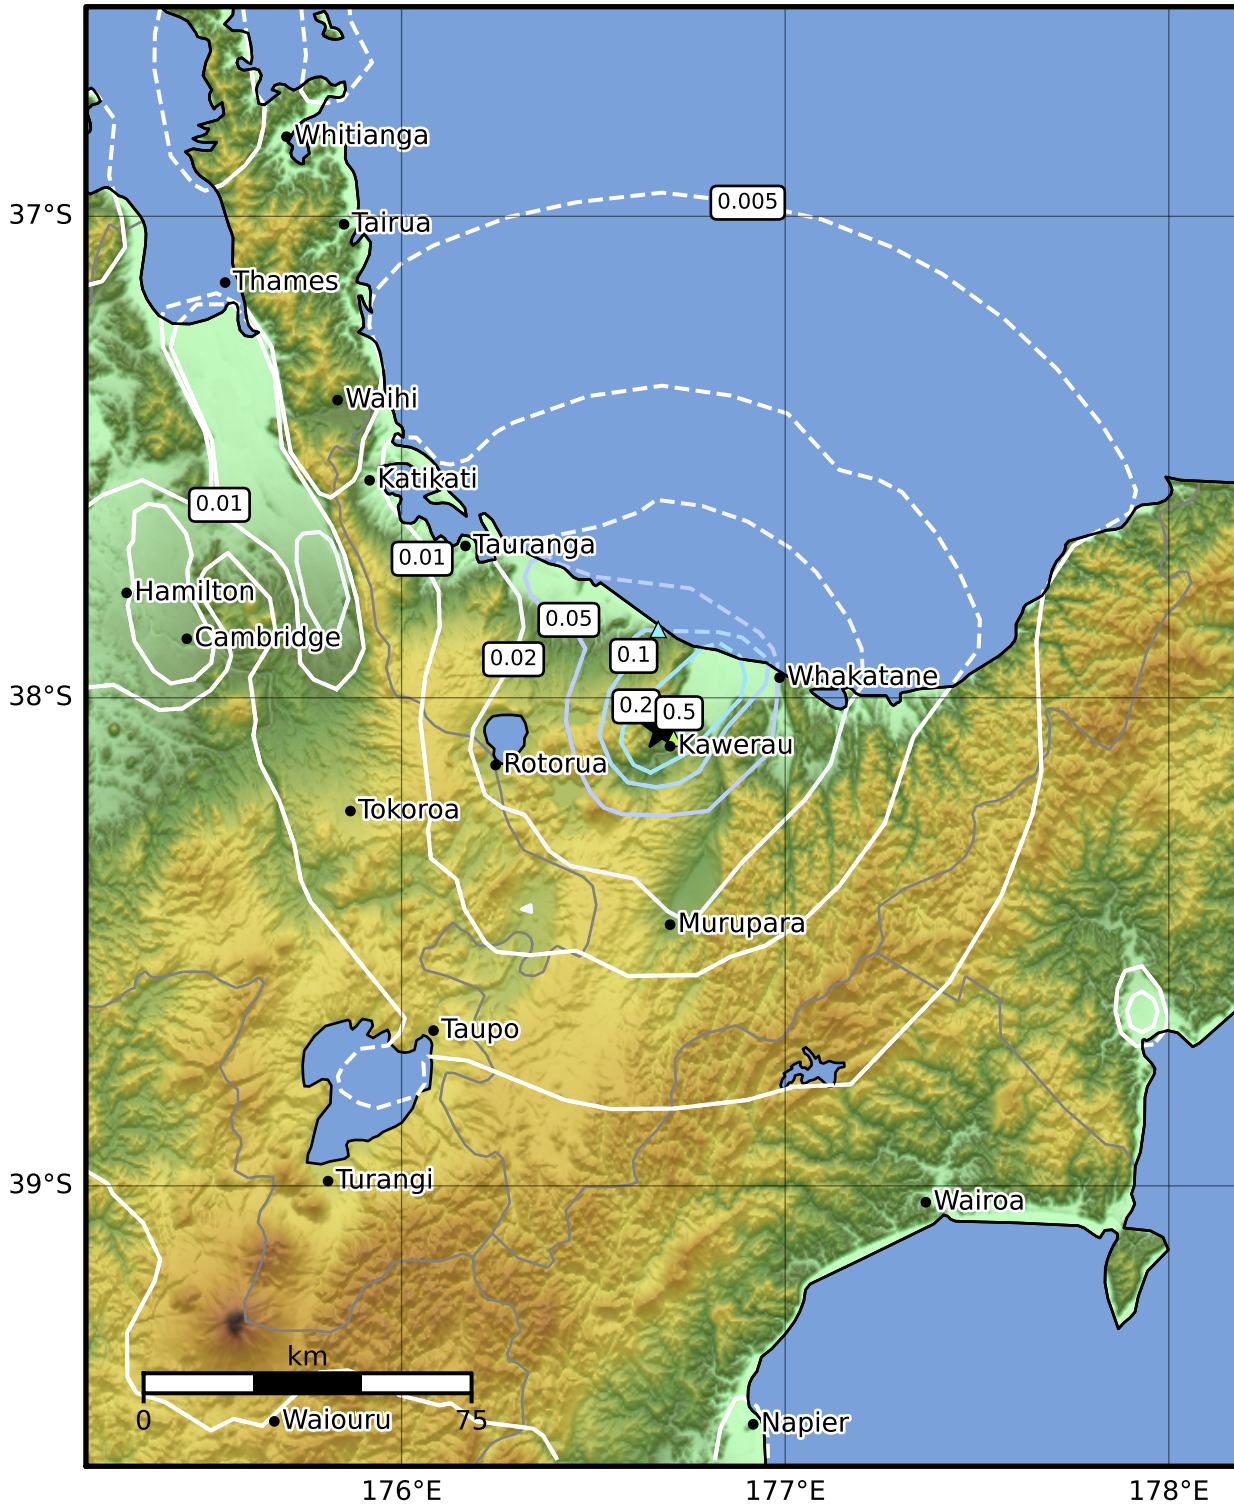 Whitianga
0.005
37°S
Tairua
Thames
Waihi
Katikati
0.01
Tauranga
0.01
Hamilton
0.05
Cambridge
0.02
0.1
Whakatane
38°S
0.2
0.5
Kawerau
Rotorua
Tokoroa
Murupara
Taupo
Turangi
39°S
Wairoa
km
0
75
Waiouru
Napier
176°E
177°E
178°E